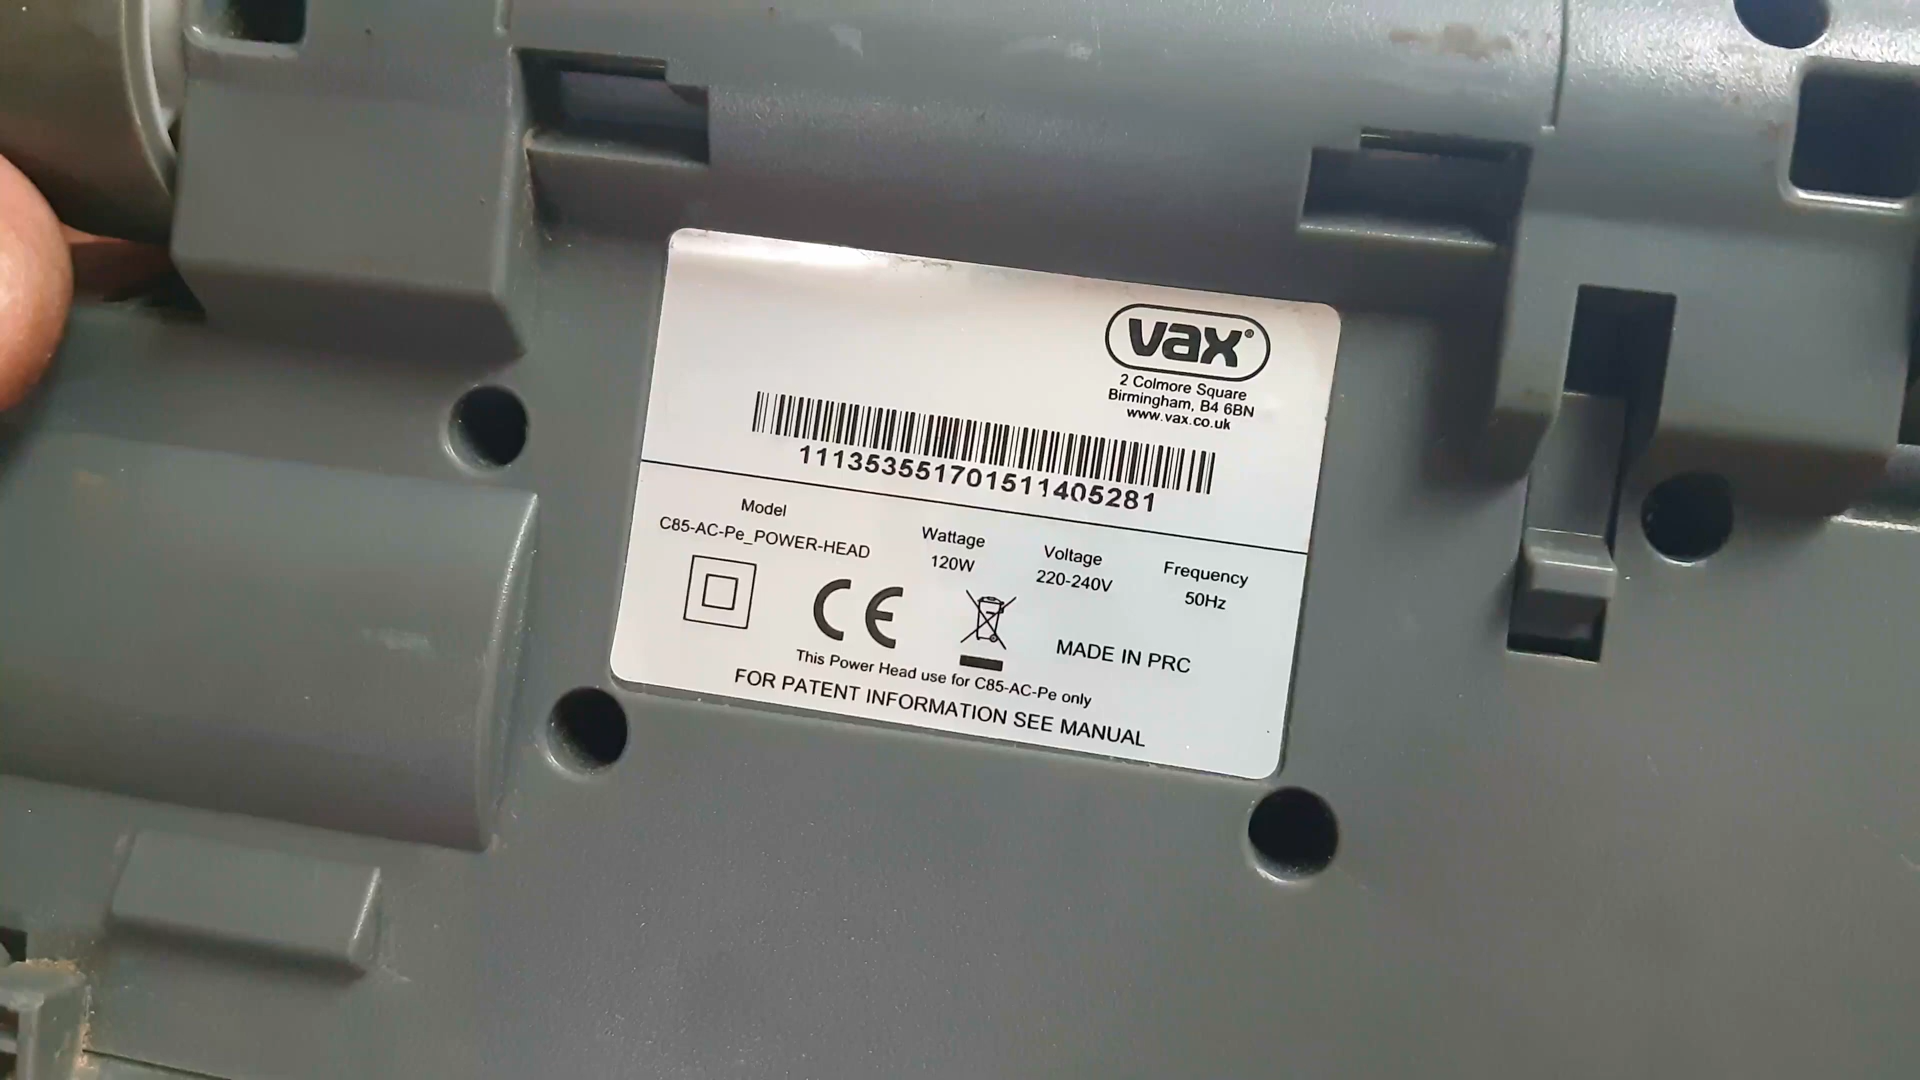 vax®
2 Colmore Square
Birmingham, B4 6BN
www.vax.co.uk
111353551701511405281
Model
C85-AC-Pe_POWER-HEAD
Wattage
120W
Voltage
220-240V
Frequency
50Hz
CE
MADE IN PRC
This Power Head use for C85-AC-Pe only
FOR PATENT INFORMATION SEE MANUAL